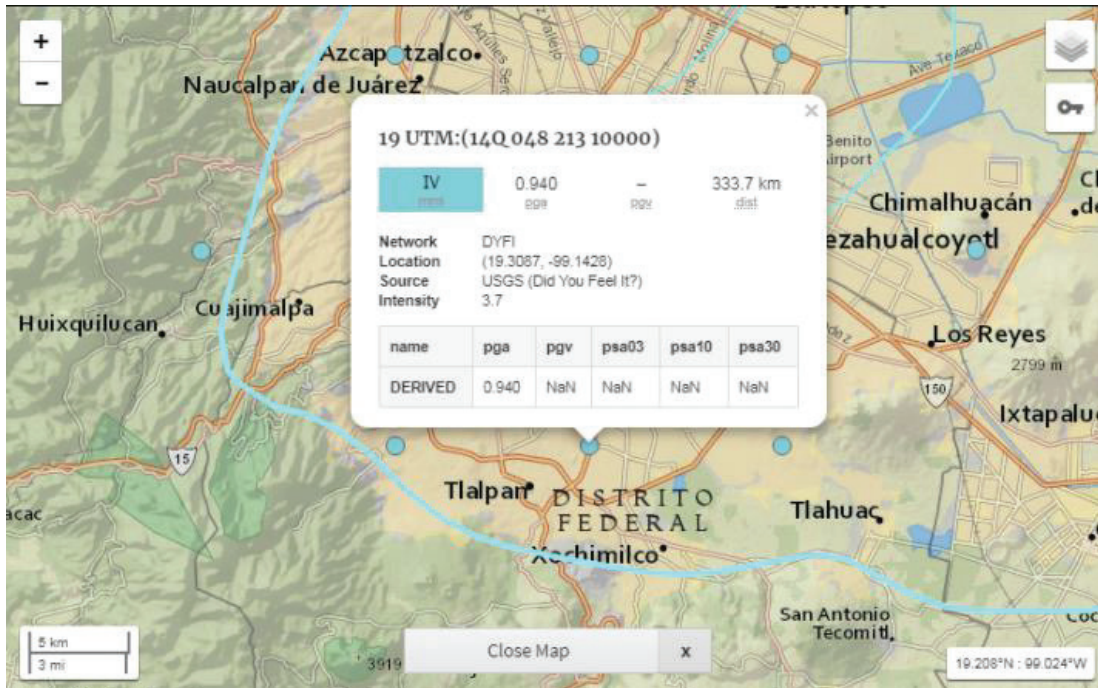 +
−
Azcapotzalco
Naucalpan de Juárez
Ave Texaco
Benito
Airport
Chimalhuacán
ezahualcoyotl
Cuajimalpa
Huixquilucan
Los Reyes
2799 m
150
Ixtapaluc
×
19 UTM:(14Q 048 213 10000)
IV 0.940 – 333.7 km
mmi pga pgv dist
Network DYFI
Location (19.3087, -99.1428)
Source USGS (Did You Feel It?)
Intensity 3.7
name pga pgv psa03 psa10 psa30
DERIVED 0.940 NaN NaN NaN NaN
15
acac
Tlalpan
DISTRITO
FEDERAL
Tlahuac
Xochimilco
San Antonio
Tecomitl
5 km
3 mi
3919
Close Map x
19.208°N : 99.024°W